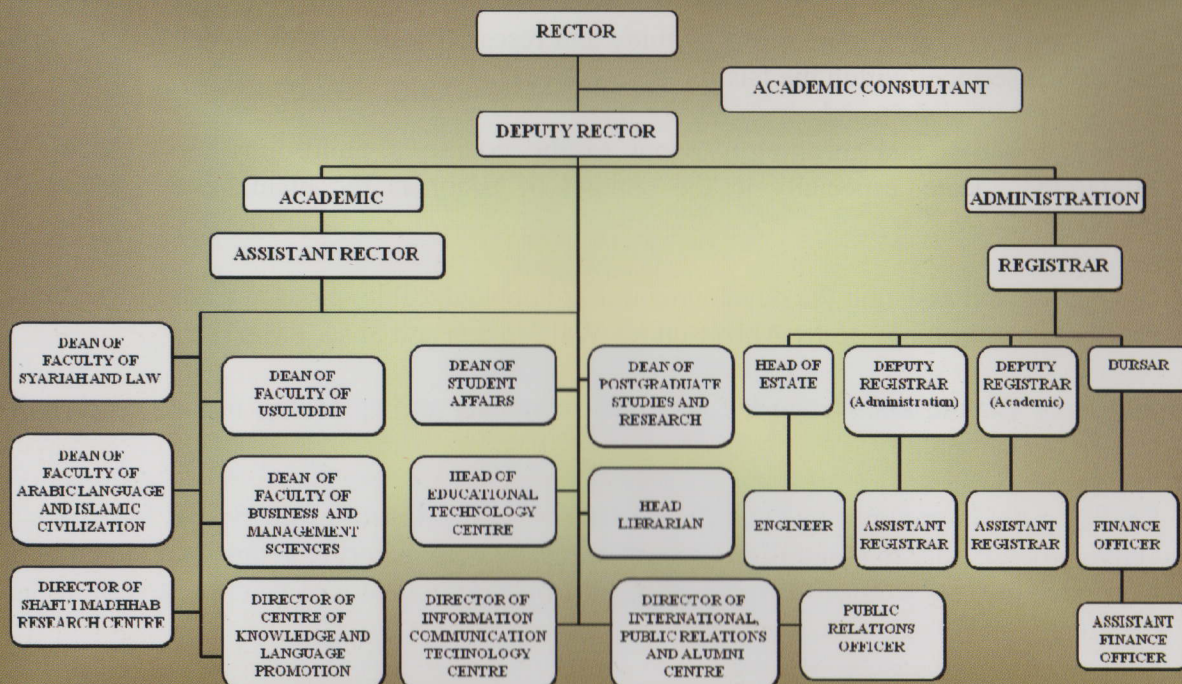 RECTOR
ACADEMIC CONSULTANT
DEPUTY RECTOR
ACADEMIC
ADMINISTRATION
ASSISTANT RECTOR
REGISTRAR
DEAN OF
FACULTY OF
SYARIAH AND LAW
DEAN OF
FACULTY OF
USULUDDIN
DEAN OF
STUDENT
AFFAIRS
DEAN OF
POSTGRADUATE
STUDIES AND
RESEARCH
HEAD OF
ESTATE
DEPUTY
REGISTRAR
(Administration)
DEPUTY
REGISTRAR
(Academic)
DURSAR
DEAN OF
FACULTY OF
ARABIC LANGUAGE
AND ISLAMIC
CIVILIZATION
DEAN OF
FACULTY OF
BUSINESS AND
MANAGEMENT
SCIENCES
HEAD OF
EDUCATIONAL
TECHNOLOGY
CENTRE
HEAD
LIBRARIAN
ENGINEER
ASSISTANT
REGISTRAR
ASSISTANT
REGISTRAR
FINANCE
OFFICER
DIRECTOR OF
SHAFI'I MADHHAB
RESEARCH CENTRE
DIRECTOR OF
CENTRE OF
KNOWLEDGE AND
LANGUAGE
PROMOTION
DIRECTOR OF
INFORMATION
COMMUNICATION
TECHNOLOGY
CENTRE
DIRECTOR OF
INTERNATIONAL,
PUBLIC RELATIONS
AND ALUMNI
CENTRE
PUBLIC
RELATIONS
OFFICER
ASSISTANT
FINANCE
OFFICER